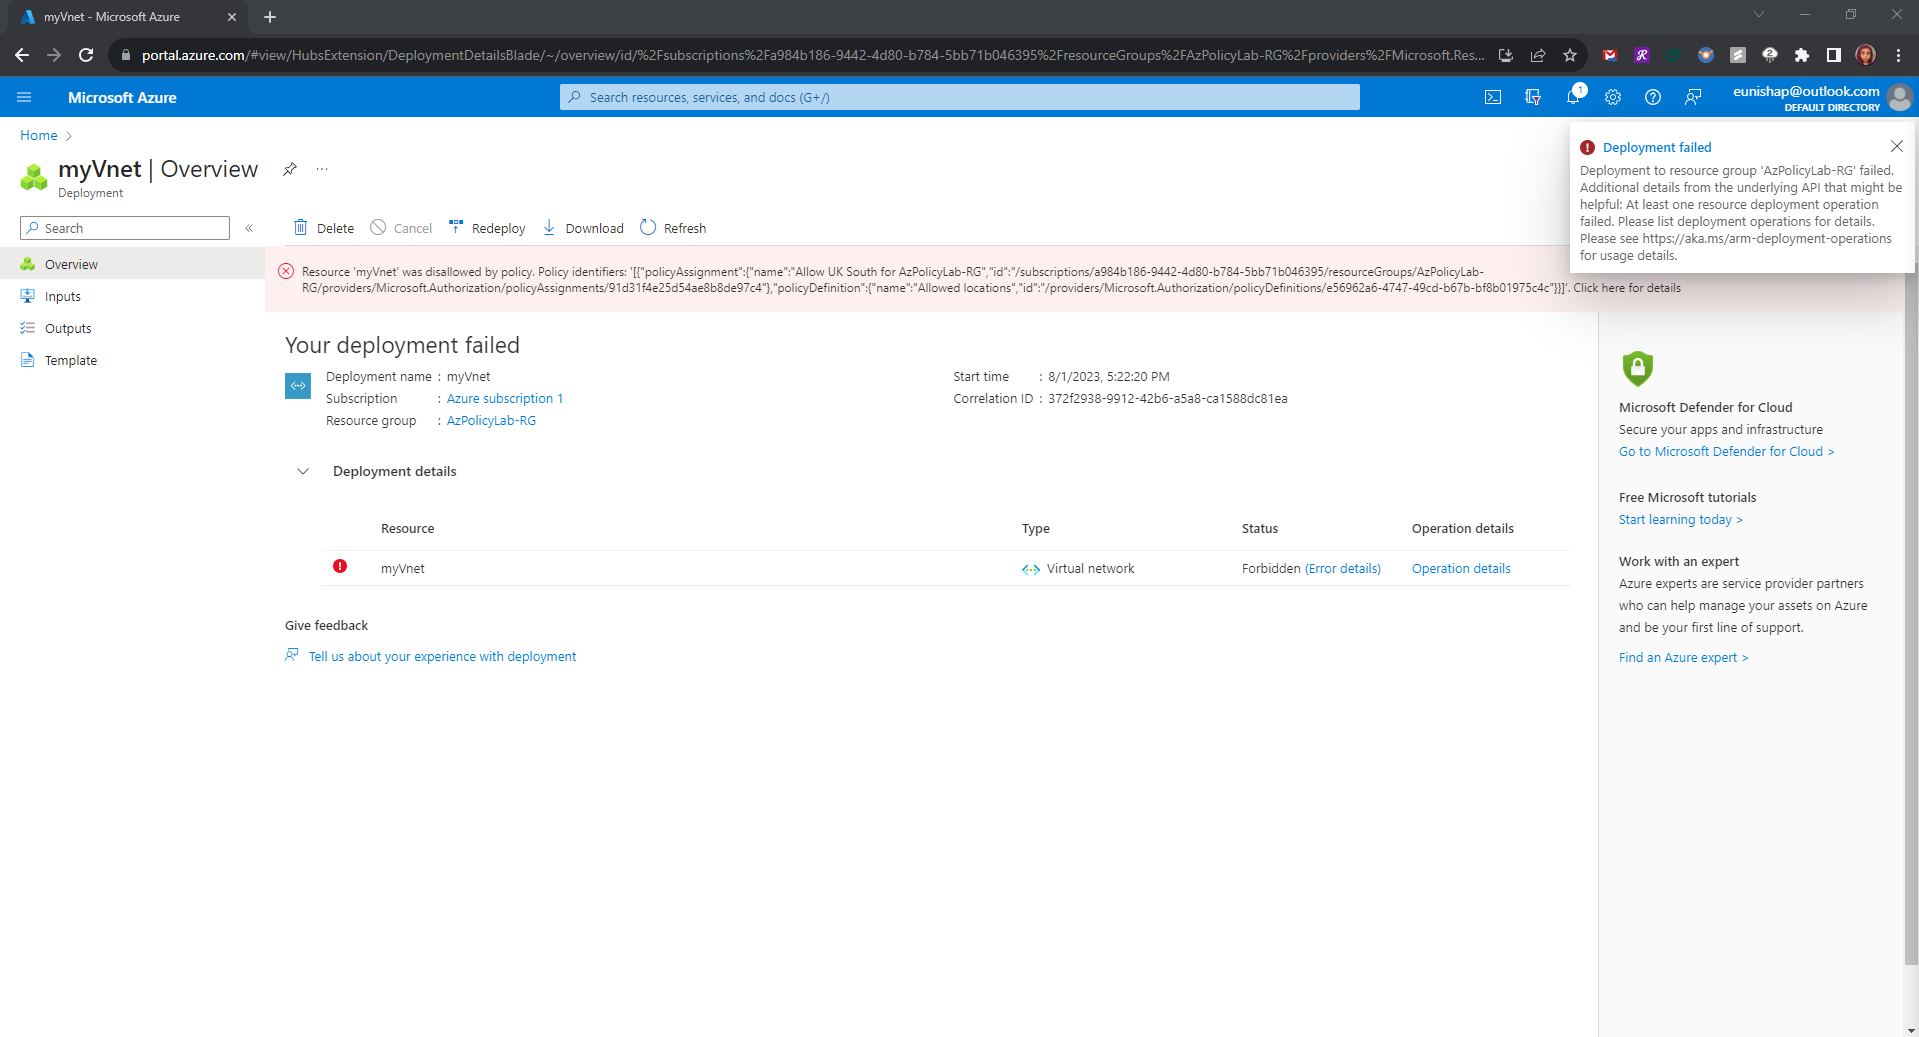 myVnet - Microsoft Azure
portal.azure.com/#view/HubsExtension/DeploymentDetailsBlade/~/overview/id/%2Fsubscriptions%2Fa984b186-9442-4d80-b784-5bb71b046395%2FresourceGroups%2FAzPolicyLab-RG%2Fproviders%2FMicrosoft.Res...
Microsoft Azure
Search resources, services, and docs (G+/)
1
eunishap@outlook.com
DEFAULT DIRECTORY
Home
myVnet | Overview
Deployment
Deployment failed
Deployment to resource group 'AzPolicyLab-RG' failed.
Additional details from the underlying API that might be
helpful: At least one resource deployment operation
failed. Please list deployment operations for details.
Please see https://aka.ms/arm-deployment-operations
for usage details.
Search
Delete
Cancel
Redeploy
Download
Refresh
Overview
Inputs
Outputs
Template
Resource 'myVnet' was disallowed by policy. Policy identifiers: '[{"policyAssignment":{"name":"Allow UK South for AzPolicyLab-RG","id":"/subscriptions/a984b186-9442-4d80-b784-5bb71b046395/resourceGroups/AzPolicyLab-
RG/providers/Microsoft.Authorization/policyAssignments/91d31f4e25d54ae8b8de97c4"},"policyDefinition":{"name":"Allowed locations","id":"/providers/Microsoft.Authorization/policyDefinitions/e56962a6-4747-49cd-b67b-bf8b01975c4c"}}]'. Click here for details
Your deployment failed
Deployment name : myVnet
Subscription : Azure subscription 1
Resource group : AzPolicyLab-RG
Start time : 8/1/2023, 5:22:20 PM
Correlation ID : 372f2938-9912-42b6-a5a8-ca1588dc81ea
Deployment details
Resource Type Status Operation details
myVnet Virtual network Forbidden (Error details) Operation details
Give feedback
Tell us about your experience with deployment
Microsoft Defender for Cloud
Secure your apps and infrastructure
Go to Microsoft Defender for Cloud >
Free Microsoft tutorials
Start learning today >
Work with an expert
Azure experts are service provider partners
who can help manage your assets on Azure
and be your first line of support.
Find an Azure expert >